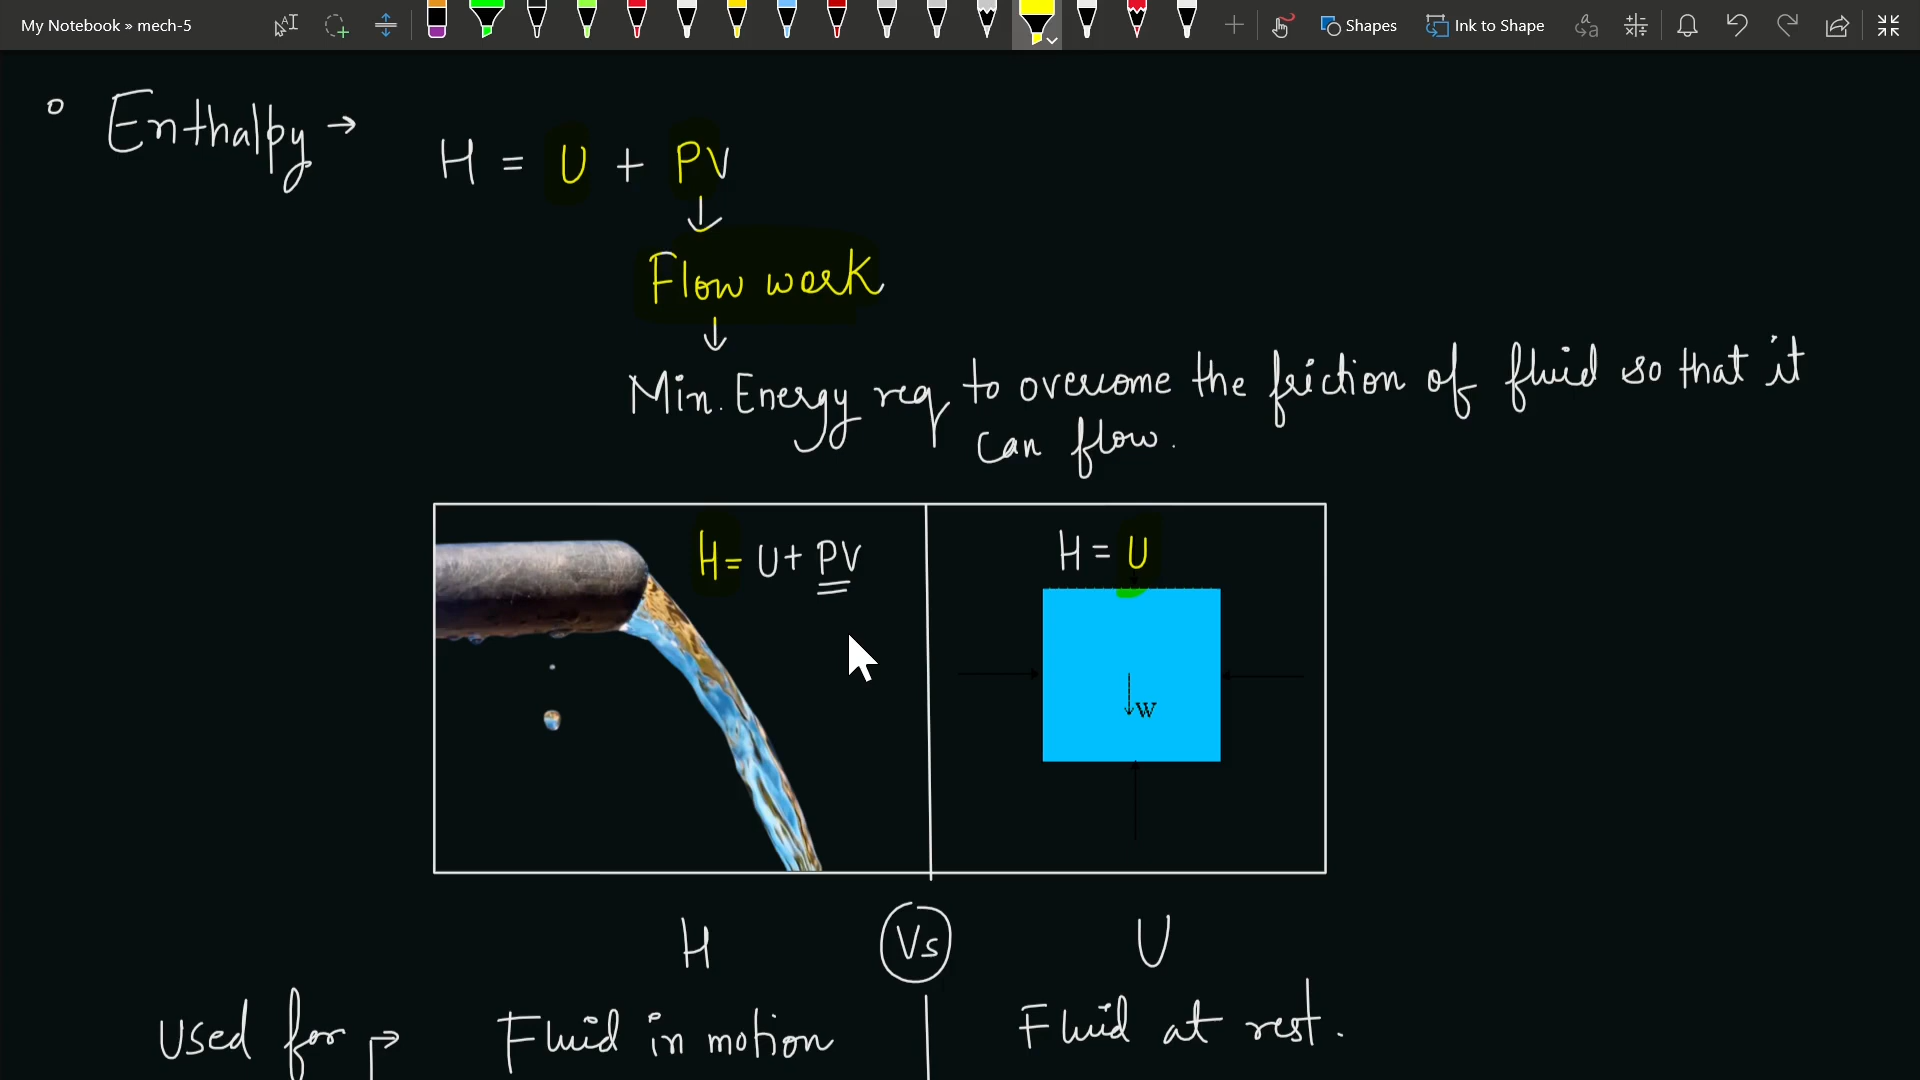 My Notebook » mech-5
Shapes
Ink to Shape
Enthalpy →
H = U + PV
↓
Flow work
↓
Min. Energy req to overcome the friction of fluid so that it
can flow.
H = U + PV
H = U
W
H Vs U
Used for → Fluid in motion
Fluid at rest.